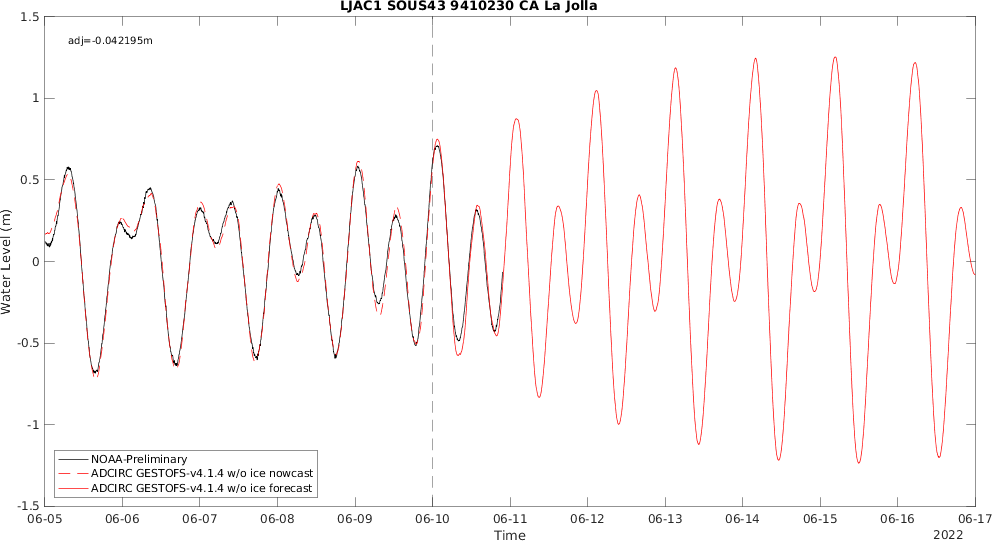 LJAC1 SOUS43 9410230 CA La Jolla
adj=-0.042195m
1.5
1
0.5
0
-0.5
-1
-1.5
Water Level (m)
NOAA-Preliminary
ADCIRC GESTOFS-v4.1.4 w/o ice nowcast
ADCIRC GESTOFS-v4.1.4 w/o ice forecast
06-05 06-06 06-07 06-08 06-09 06-10 06-11 06-12 06-13 06-14 06-15 06-16 06-17
Time
2022